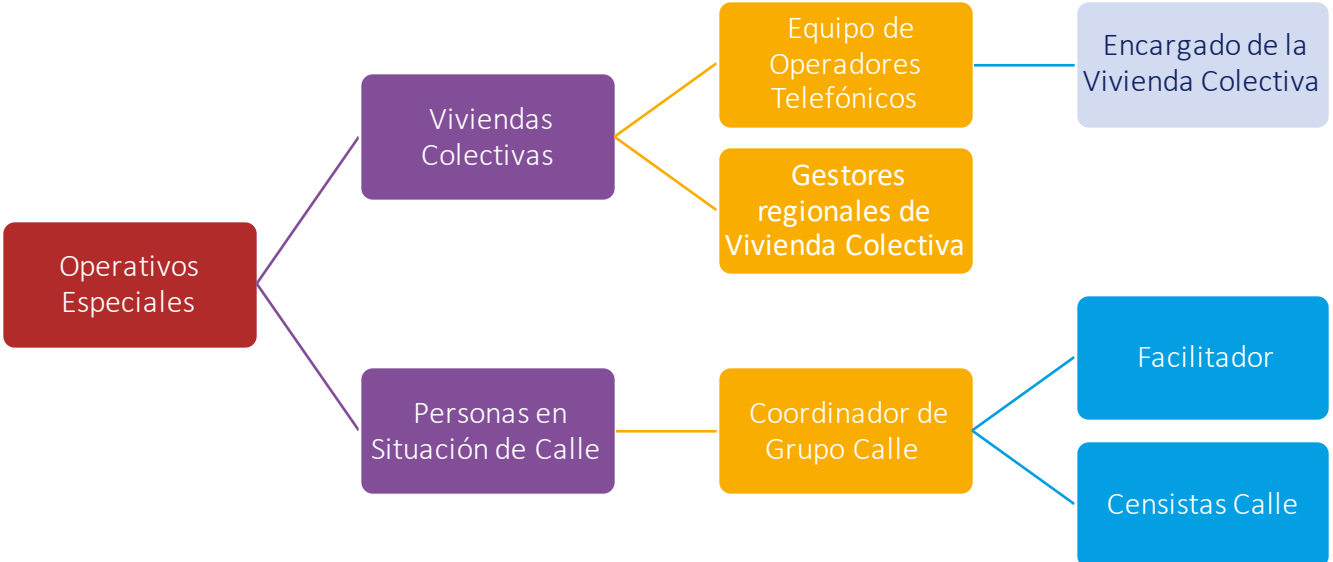 Operativos
Especiales
Viviendas
Colectivas
Equipo de
Operadores
Telefónicos
Encargado de la
Vivienda Colectiva
Gestores
regionales de
Vivienda Colectiva
Personas en
Situación de Calle
Coordinador de
Grupo Calle
Facilitador
Censistas Calle